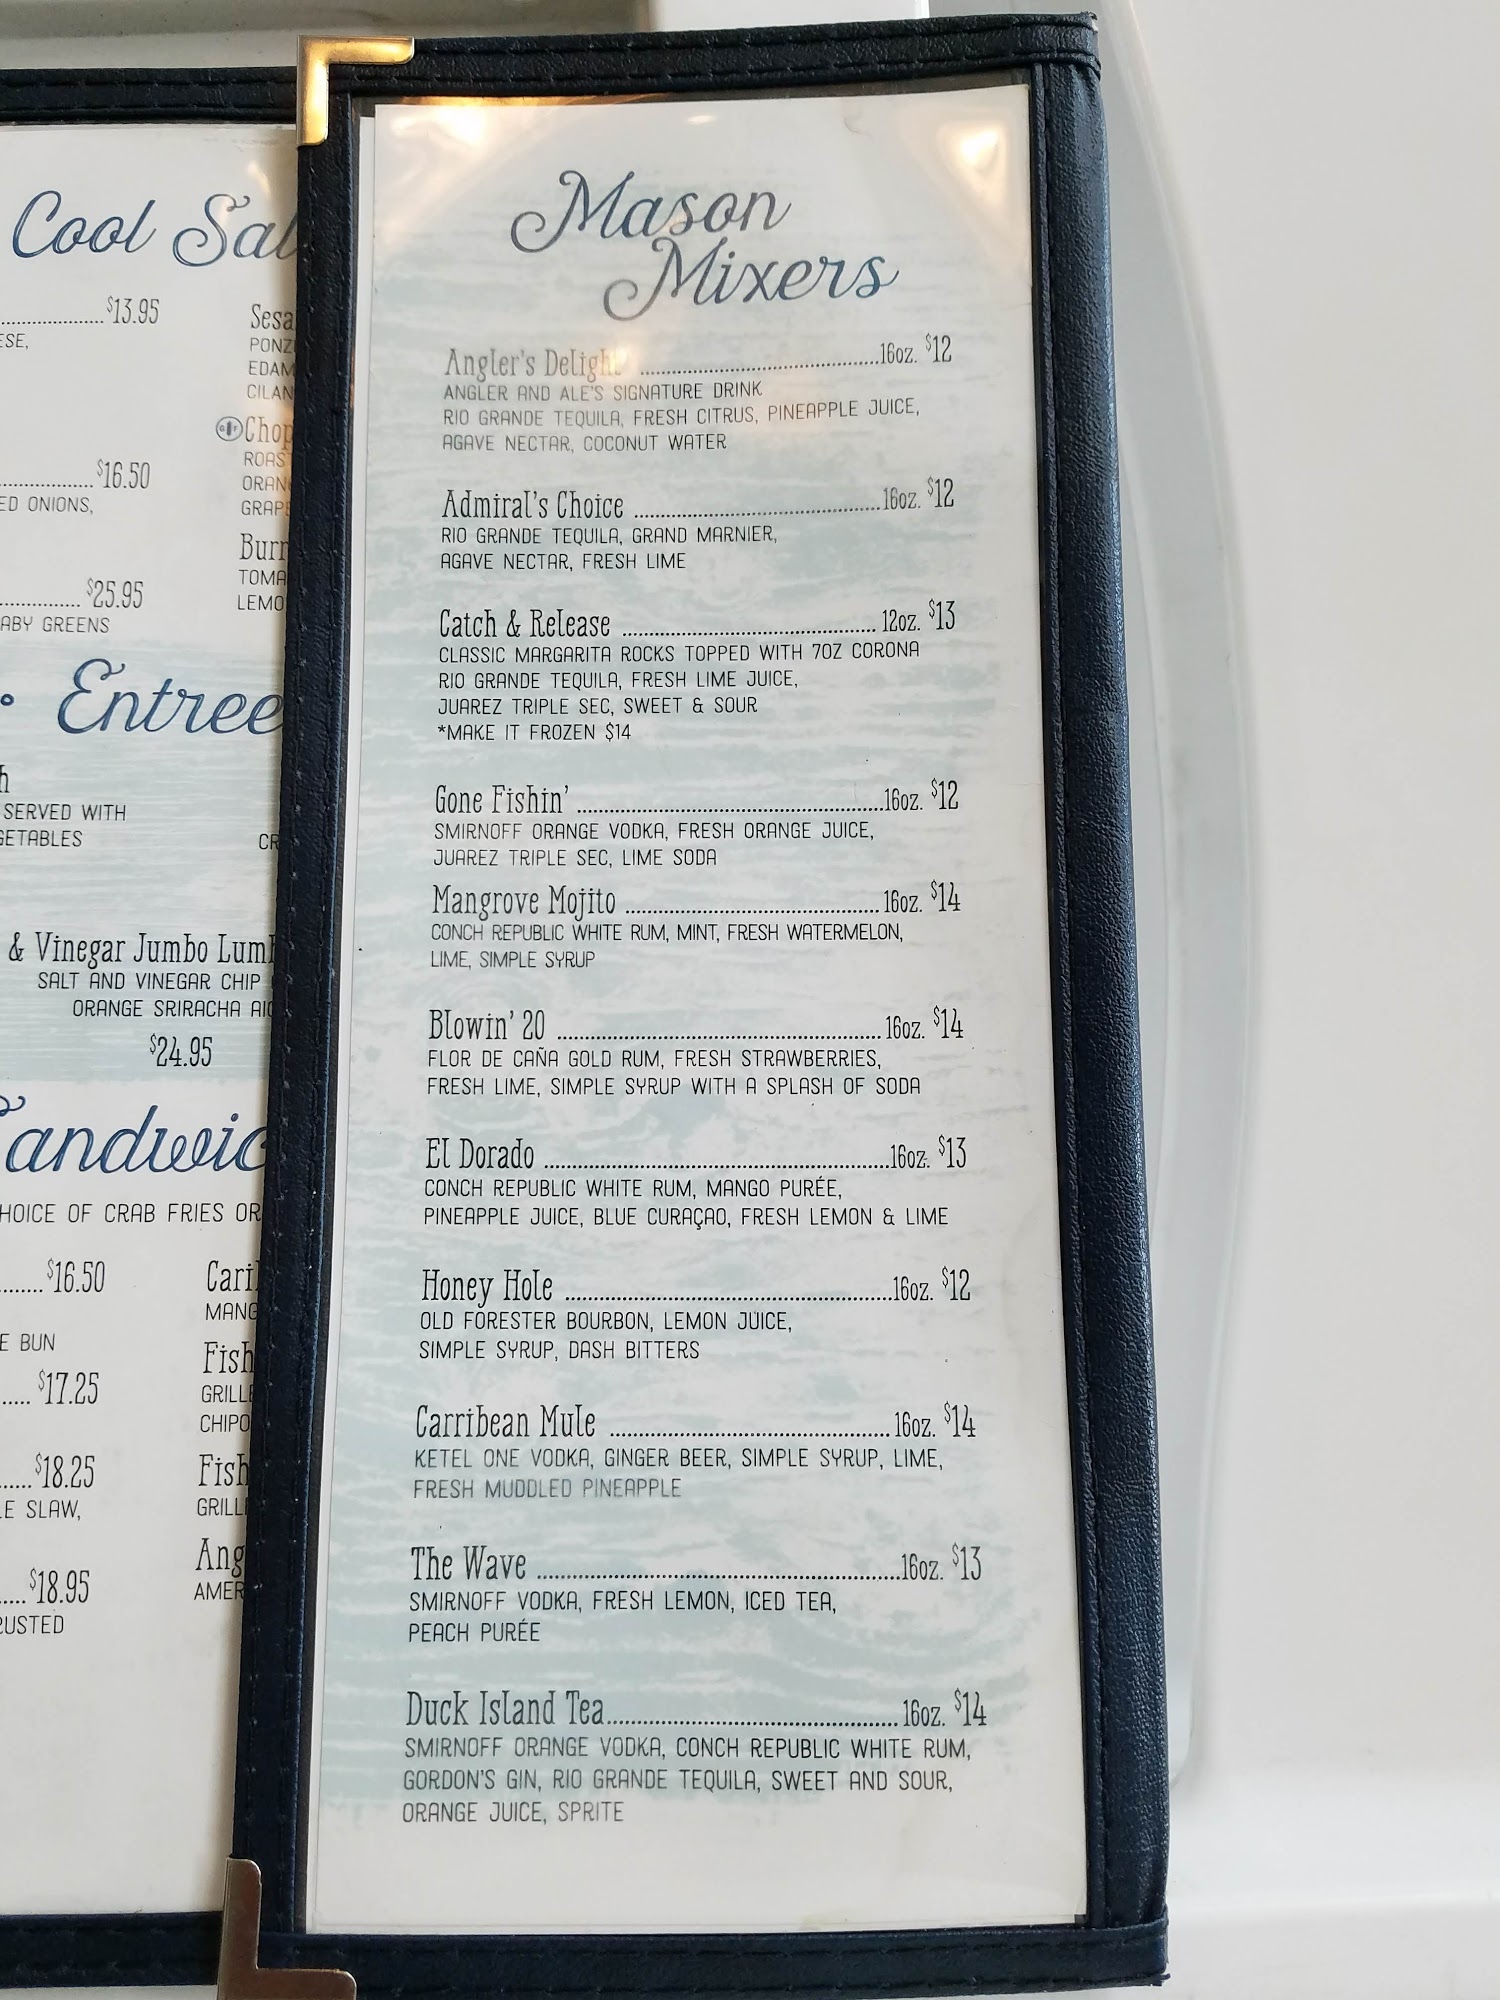 Cool
$13.95
ESE,
$16.50
ED ONIONS,
$25.95
ABY GREENS
Entree
h
SERVED WITH
GETABLES
& Vinegar Jumbo Lum
SALT AND VINEGAR CHIP
ORANGE SRIRACHA
$24.95
andwic
HOICE OF CRAB FRIES OR
$16.50
E BUN
$17.25
$18.25
LE SLAW,
$18.95
RUSTED
Sesa
PONZ
EDAM
CILAN
Chop
ROAS
ORAN
GRAP
Burr
TOMA
LEMO
CR
Cari
MANG
Fish
GRILL
CHIPO
Fish
GRILL
Ang
AMER
Mason
Mixers
Angler's Delight ..... 16oz. $12
ANGLER AND ALE'S SIGNATURE DRINK
RIO GRANDE TEQUILA, FRESH CITRUS, PINEAPPLE JUICE,
AGAVE NECTAR, COCONUT WATER
Admiral's Choice ..... 16oz. $12
RIO GRANDE TEQUILA, GRAND MARNIER,
AGAVE NECTAR, FRESH LIME
Catch & Release ..... 12oz. $13
CLASSIC MARGARITA ROCKS TOPPED WITH 7OZ CORONA
RIO GRANDE TEQUILA, FRESH LIME JUICE,
JUAREZ TRIPLE SEC, SWEET & SOUR
*MAKE IT FROZEN $14
Gone Fishin' ..... 16oz. $12
SMIRNOFF ORANGE VODKA, FRESH ORANGE JUICE,
JUAREZ TRIPLE SEC, LIME SODA
Mangrove Mojito ..... 16oz. $14
CONCH REPUBLIC WHITE RUM, MINT, FRESH WATERMELON,
LIME, SIMPLE SYRUP
Blowin' 20 ..... 16oz. $14
FLOR DE CAÑA GOLD RUM, FRESH STRAWBERRIES,
FRESH LIME, SIMPLE SYRUP WITH A SPLASH OF SODA
El Dorado ..... 16oz. $13
CONCH REPUBLIC WHITE RUM, MANGO PURÉE,
PINEAPPLE JUICE, BLUE CURAÇAO, FRESH LEMON & LIME
Honey Hole ..... 16oz. $12
OLD FORESTER BOURBON, LEMON JUICE,
SIMPLE SYRUP, DASH BITTERS
Carribean Mule ..... 16oz. $14
KETEL ONE VODKA, GINGER BEER, SIMPLE SYRUP, LIME,
FRESH MUDDLED PINEAPPLE
The Wave ..... 16oz. $13
SMIRNOFF VODKA, FRESH LEMON, ICED TEA,
PEACH PURÉE
Duck Island Tea ..... 16oz. $14
SMIRNOFF ORANGE VODKA, CONCH REPUBLIC WHITE RUM,
GORDON'S GIN, RIO GRANDE TEQUILA, SWEET AND SOUR,
ORANGE JUICE, SPRITE